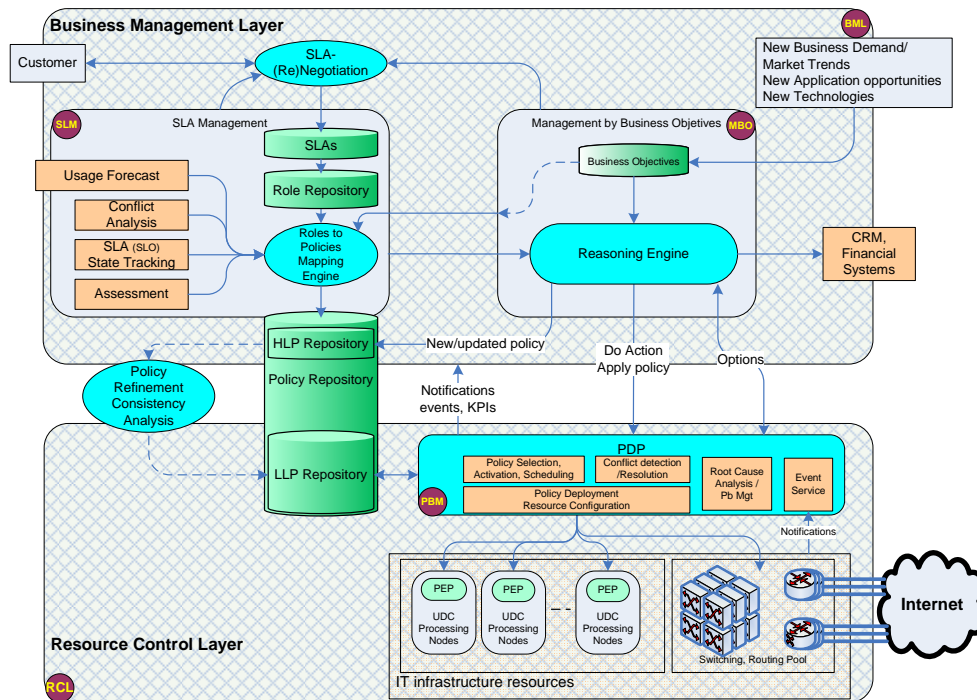 Business Management Layer
BML
Customer
SLA-
(Re)Negotiation
New Business Demand/
Market Trends
New Application opportunities
New Technologies
SLM
SLA Management
Management by Business Objetives
MBO
SLAs
Business Objectives
Usage Forecast
Role Repository
Conflict
Analysis
SLA (SLO)
State Tracking
Assessment
Roles to
Policies
Mapping
Engine
Reasoning Engine
CRM,
Financial
Systems
HLP Repository
New/updated policy
Policy Repository
Do Action
Apply policy
Options
Policy
Refinement
Consistency
Analysis
Notifications
events, KPIs
LLP Repository
PDP
Policy Selection,
Activation, Scheduling
Conflict detection
/Resolution
Root Cause
Analysis /
Pb Mgt
Event
Service
Policy Deployment
Resource Configuration
PBM
Notifications
PEP
UDC
Processing
Nodes
PEP
UDC
Processing
Nodes
PEP
UDC
Processing
Nodes
Switching, Routing Pool
Internet
Resource Control Layer
IT infrastructure resources
RCL